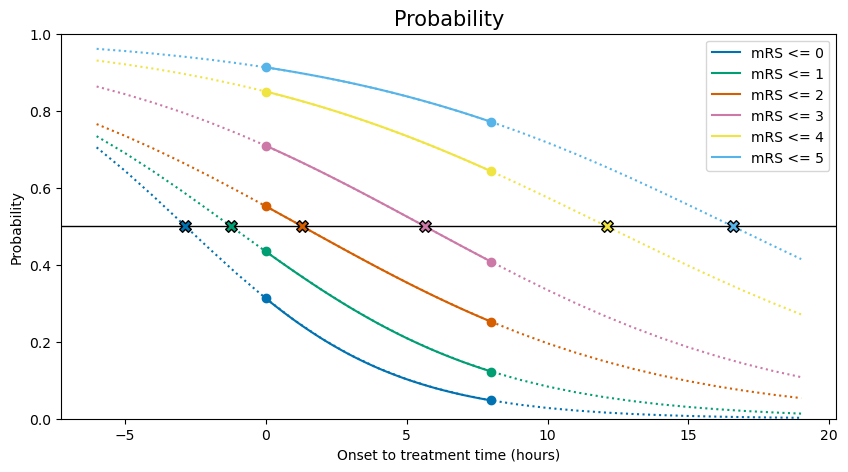 Probability
1.0
0.8
0.6
0.4
0.2
0.0
Probability
mRS <= 0
mRS <= 1
mRS <= 2
mRS <= 3
mRS <= 4
mRS <= 5
−5
0
5
10
15
20
Onset to treatment time (hours)